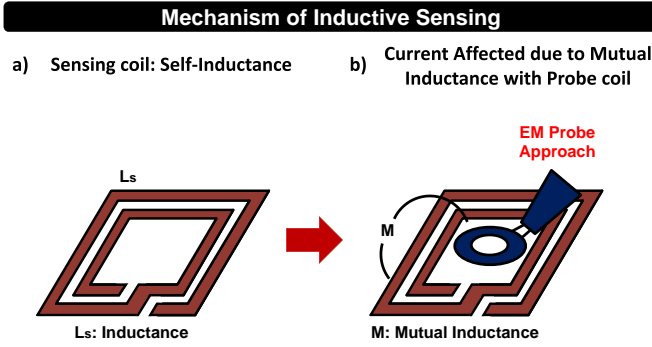 Mechanism of Inductive Sensing
a) Sensing coil: Self-Inductance
b) Current Affected due to Mutual
Inductance with Probe coil
EM Probe
Approach
Ls
M
Ls: Inductance
M: Mutual Inductance